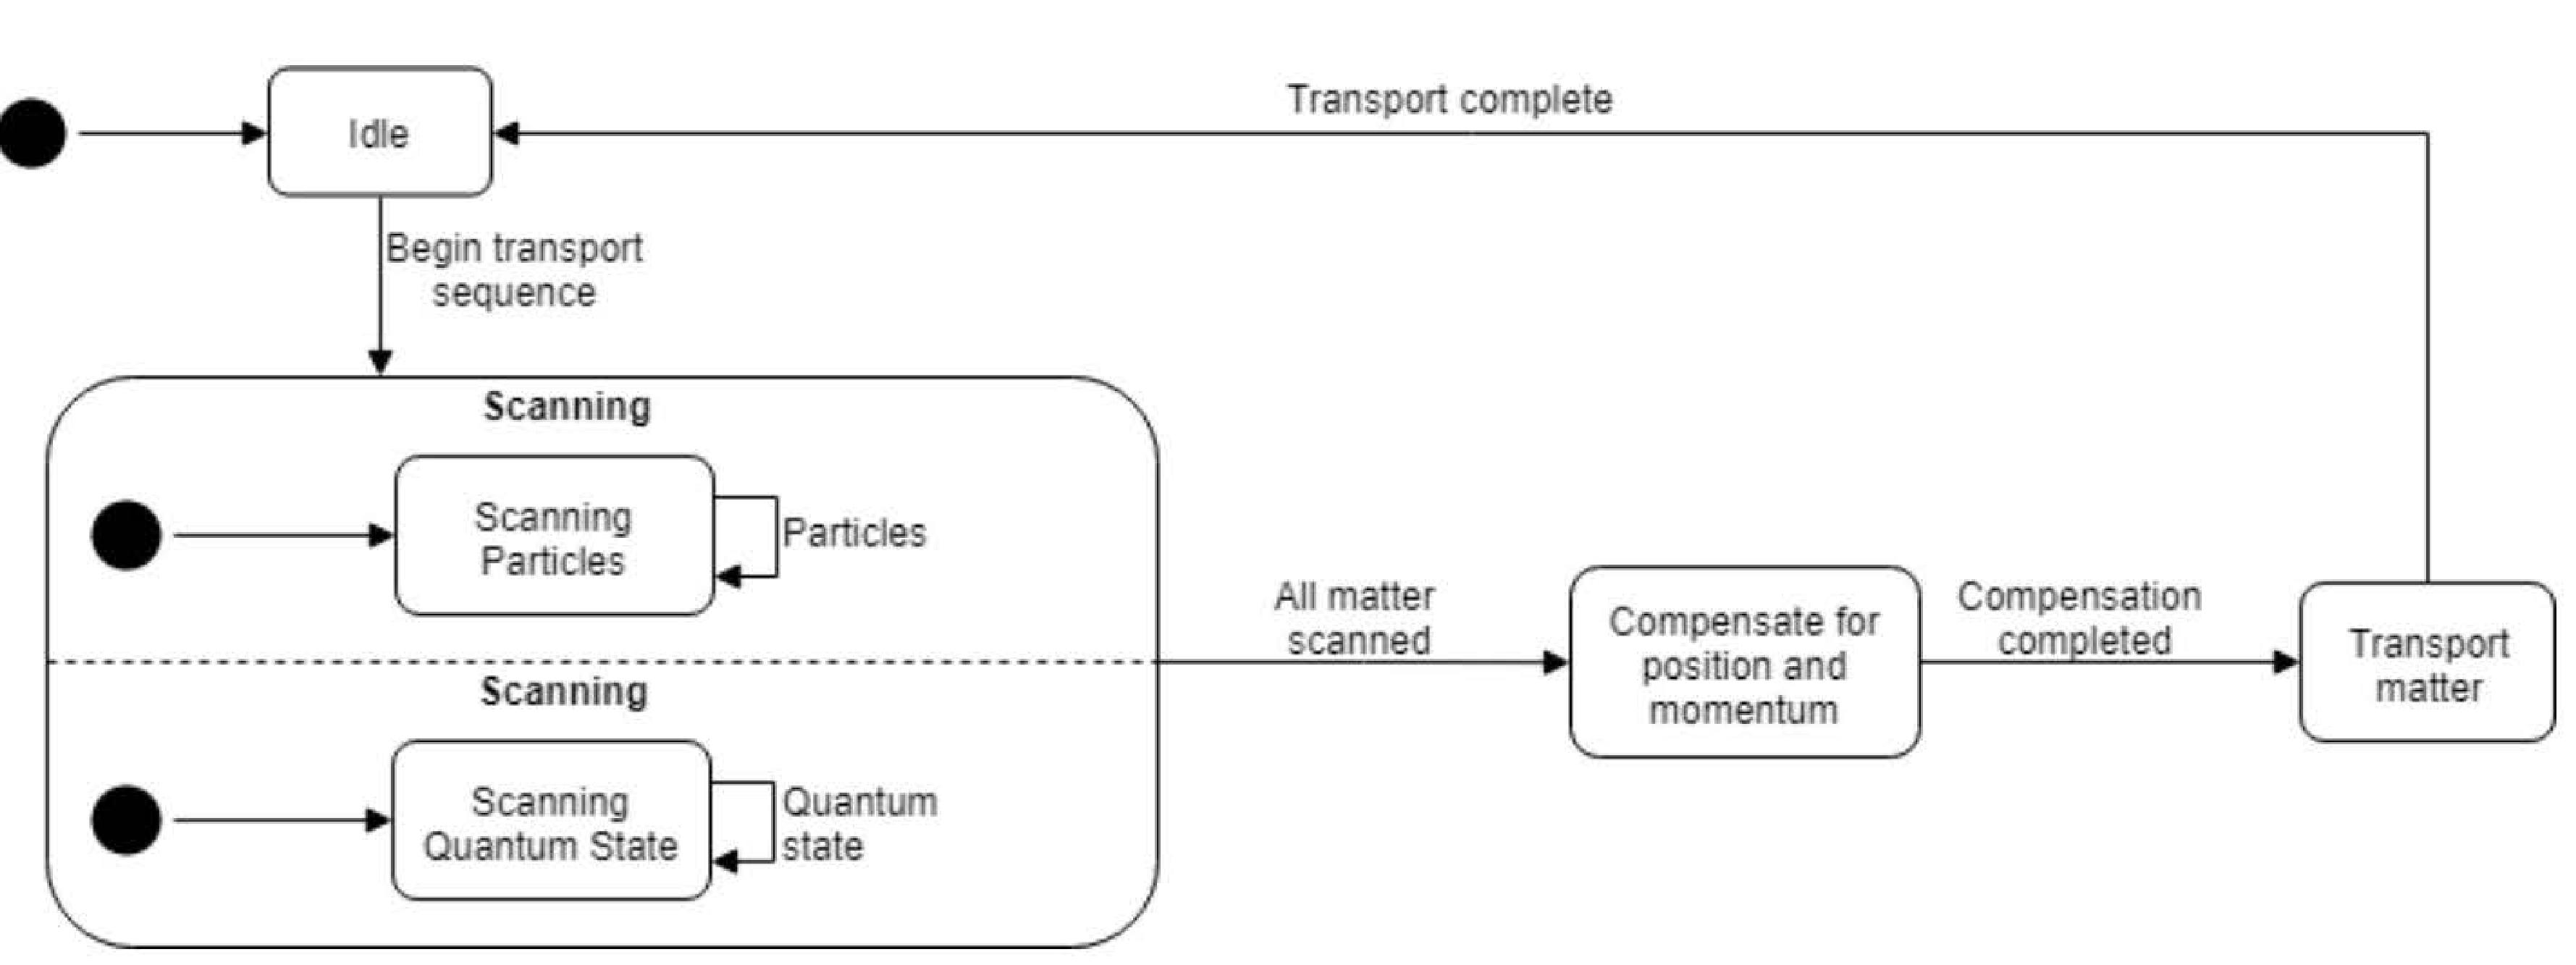 Transport complete
Idle
Begin transport
sequence
Scanning
Scanning
Particles
Particles
All matter
scanned
Compensate for
position and
momentum
Compensation
completed
Transport
matter
Scanning
Scanning
Quantum State
Quantum
state